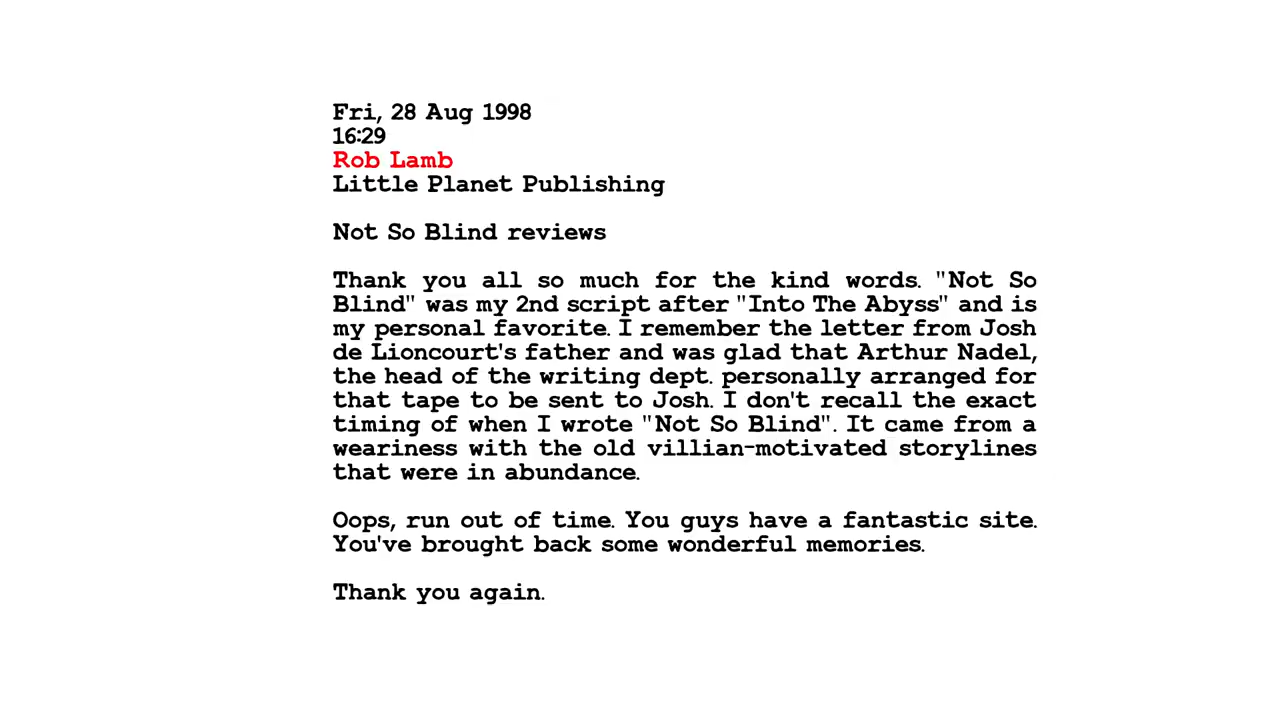 Fri, 28 Aug 1998
16:29
Rob Lamb
Little Planet Publishing
Not So Blind reviews
Thank you all so much for the kind words. "Not So
Blind" was my 2nd script after "Into The Abyss" and is
my personal favorite. I remember the letter from Josh
de Lioncourt's father and was glad that Arthur Nadel,
the head of the writing dept. personally arranged for
that tape to be sent to Josh. I don't recall the exact
timing of when I wrote "Not So Blind". It came from a
weariness with the old villian-motivated storylines
that were in abundance.
Oops, run out of time. You guys have a fantastic site.
You've brought back some wonderful memories.
Thank you again.